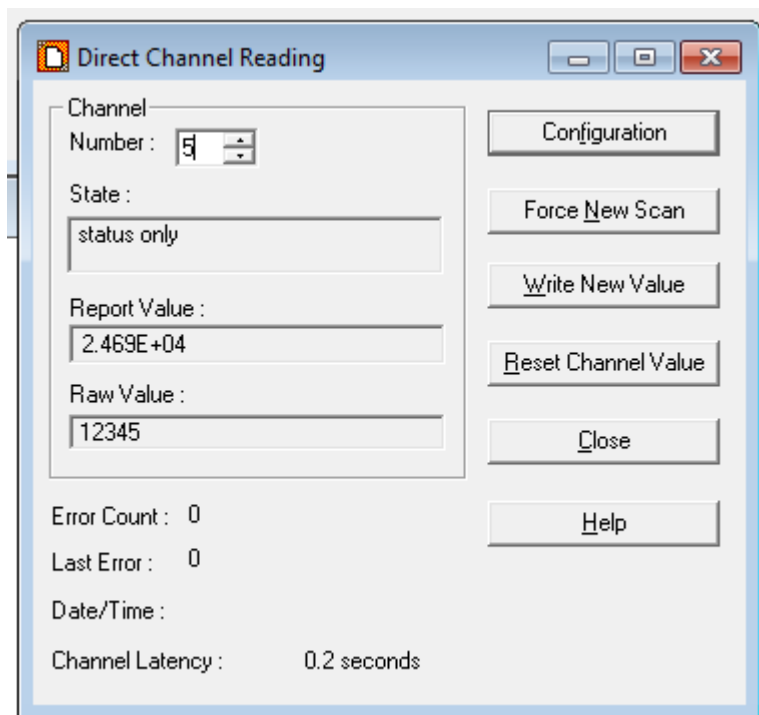 Direct Channel Reading
Channel
Number : 5
State :
status only
Report Value :
2.469E+04
Raw Value :
12345
Configuration
Force New Scan
Write New Value
Reset Channel Value
Close
Help
Error Count : 0
Last Error : 0
Date/Time :
Channel Latency : 0.2 seconds